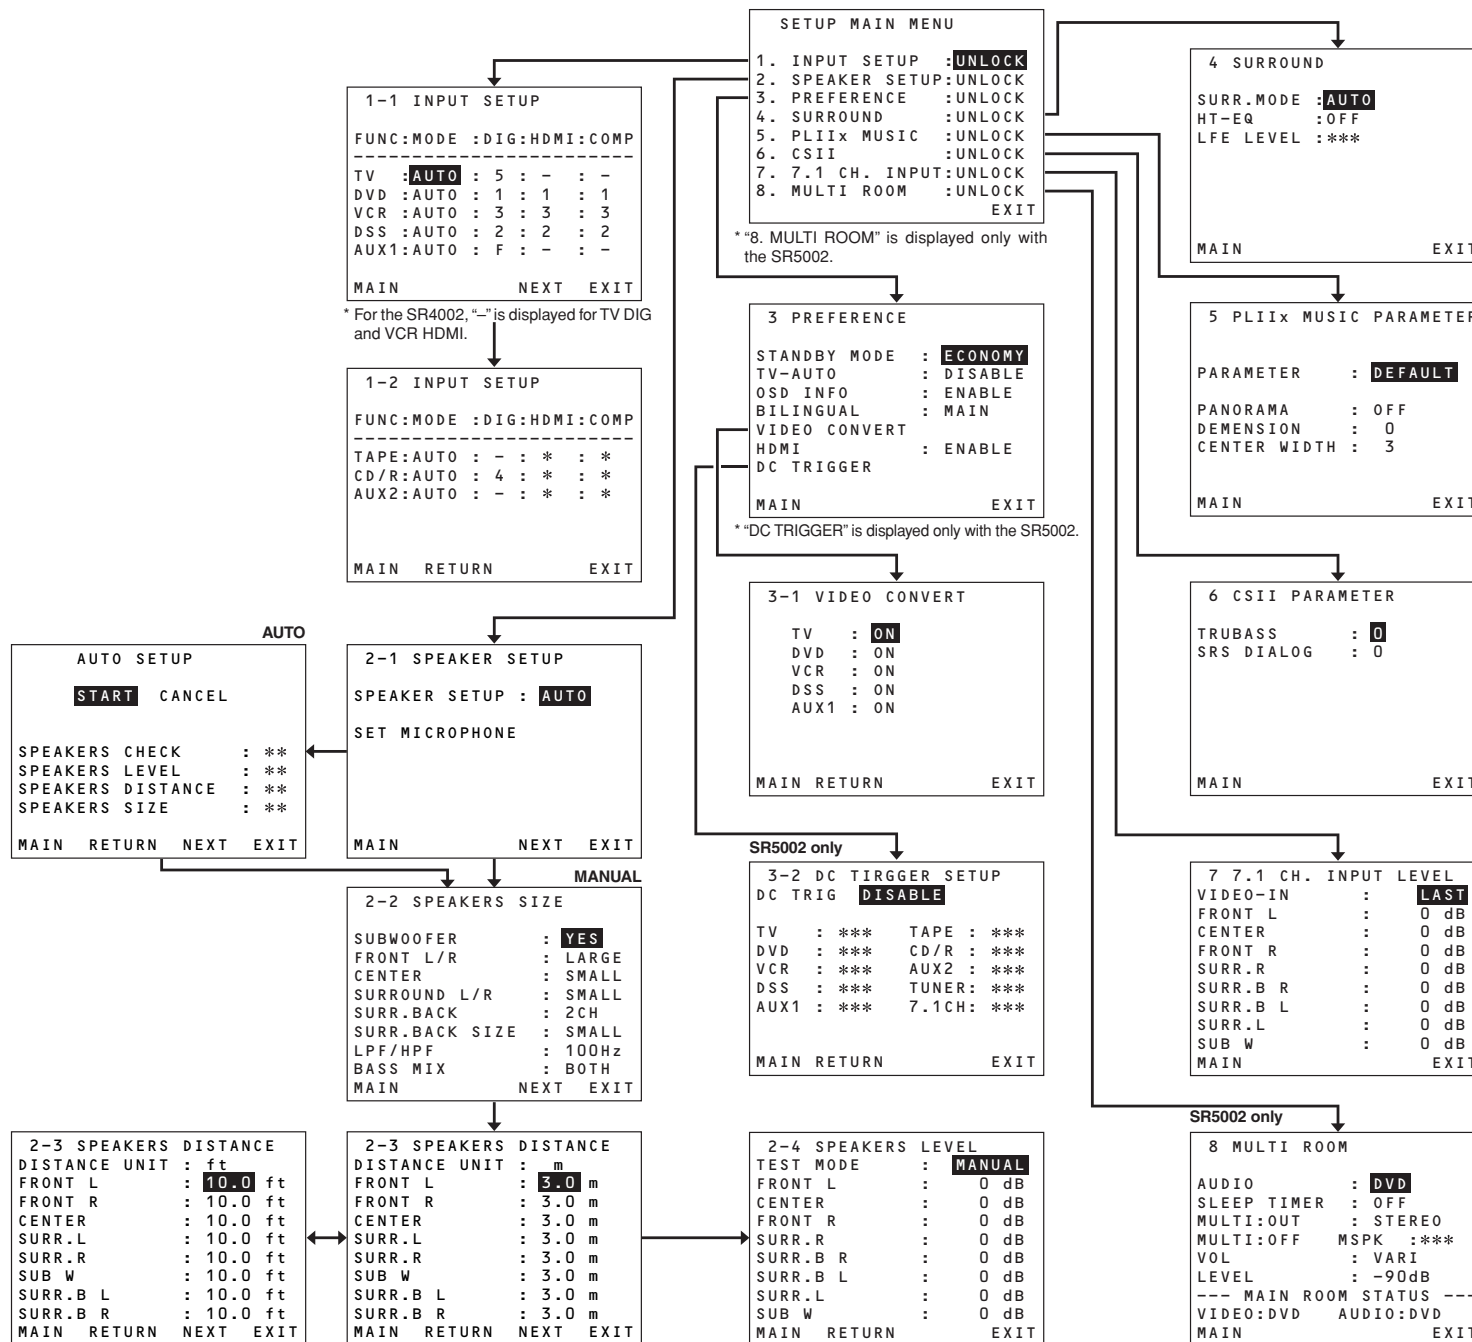 SETUP MAIN MENU
1. INPUT SETUP :UNLOCK
2. SPEAKER SETUP:UNLOCK
3. PREFERENCE :UNLOCK
4. SURROUND :UNLOCK
5. PLIIx MUSIC :UNLOCK
6. CSII :UNLOCK
7. 7.1 CH. INPUT:UNLOCK
8. MULTI ROOM :UNLOCK
EXIT
* “8. MULTI ROOM” is displayed only with
the SR5002.
1-1 INPUT SETUP
FUNC:MODE :DIG:HDMI:COMP
------------------------
TV :AUTO : 5 : – : –
DVD :AUTO : 1 : 1 : 1
VCR :AUTO : 3 : 3 : 3
DSS :AUTO : 2 : 2 : 2
AUX1:AUTO : F : – : –
MAIN NEXT EXIT
* For the SR4002, “–” is displayed for TV DIG
and VCR HDMI.
1-2 INPUT SETUP
FUNC:MODE :DIG:HDMI:COMP
------------------------
TAPE:AUTO : – : * : *
CD/R:AUTO : 4 : * : *
AUX2:AUTO : – : * : *
MAIN RETURN EXIT
3 PREFERENCE
STANDBY MODE : ECONOMY
TV-AUTO : DISABLE
OSD INFO : ENABLE
BILINGUAL : MAIN
VIDEO CONVERT
HDMI : ENABLE
DC TRIGGER
MAIN EXIT
* “DC TRIGGER” is displayed only with the SR5002.
4 SURROUND
SURR.MODE :AUTO
HT-EQ :OFF
LFE LEVEL :***
MAIN EXIT
5 PLIIx MUSIC PARAMETER
PARAMETER : DEFAULT
PANORAMA : OFF
DEMENSION : 0
CENTER WIDTH : 3
MAIN EXIT
3-1 VIDEO CONVERT
TV : ON
DVD : ON
VCR : ON
DSS : ON
AUX1 : ON
MAIN RETURN EXIT
6 CSII PARAMETER
TRUBASS : 0
SRS DIALOG : 0
MAIN EXIT
AUTO
AUTO SETUP
START CANCEL
SPEAKERS CHECK : **
SPEAKERS LEVEL : **
SPEAKERS DISTANCE : **
SPEAKERS SIZE : **
MAIN RETURN NEXT EXIT
2-1 SPEAKER SETUP
SPEAKER SETUP : AUTO
SET MICROPHONE
MAIN NEXT EXIT
MANUAL
2-2 SPEAKERS SIZE
SUBWOOFER : YES
FRONT L/R : LARGE
CENTER : SMALL
SURROUND L/R : SMALL
SURR.BACK : 2CH
SURR.BACK SIZE : SMALL
LPF/HPF : 100Hz
BASS MIX : BOTH
MAIN NEXT EXIT
SR5002 only
3-2 DC TIRGGER SETUP
DC TRIG DISABLE
TV : *** TAPE : ***
DVD : *** CD/R : ***
VCR : *** AUX2 : ***
DSS : *** TUNER: ***
AUX1 : *** 7.1CH: ***
MAIN RETURN EXIT
7 7.1 CH. INPUT LEVEL
VIDEO-IN : LAST
FRONT L : 0 dB
CENTER : 0 dB
FRONT R : 0 dB
SURR.R : 0 dB
SURR.B R : 0 dB
SURR.B L : 0 dB
SURR.L : 0 dB
SUB W : 0 dB
MAIN EXIT
2-3 SPEAKERS DISTANCE
DISTANCE UNIT : ft
FRONT L : 10.0 ft
FRONT R : 10.0 ft
CENTER : 10.0 ft
SURR.L : 10.0 ft
SURR.R : 10.0 ft
SUB W : 10.0 ft
SURR.B L : 10.0 ft
SURR.B R : 10.0 ft
MAIN RETURN NEXT EXIT
2-3 SPEAKERS DISTANCE
DISTANCE UNIT : m
FRONT L : 3.0 m
FRONT R : 3.0 m
CENTER : 3.0 m
SURR.L : 3.0 m
SURR.R : 3.0 m
SUB W : 3.0 m
SURR.B L : 3.0 m
SURR.B R : 3.0 m
MAIN RETURN NEXT EXIT
2-4 SPEAKERS LEVEL
TEST MODE : MANUAL
FRONT L : 0 dB
CENTER : 0 dB
FRONT R : 0 dB
SURR.R : 0 dB
SURR.B R : 0 dB
SURR.B L : 0 dB
SURR.L : 0 dB
SUB W : 0 dB
MAIN RETURN EXIT
SR5002 only
8 MULTI ROOM
AUDIO : DVD
SLEEP TIMER : OFF
MULTI:OUT : STEREO
MULTI:OFF MSPK :***
VOL : VARI
LEVEL : -90dB
--- MAIN ROOM STATUS ---
VIDEO:DVD AUDIO:DVD
MAIN EXIT